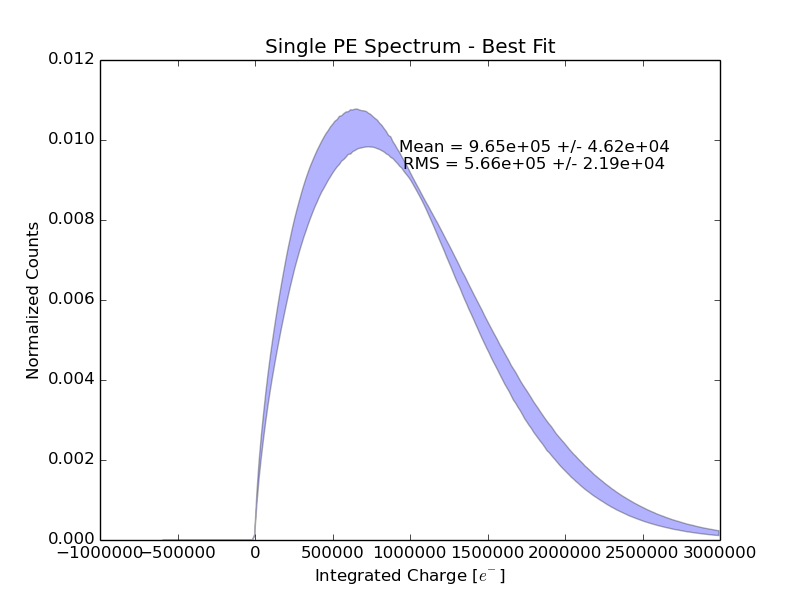 Single PE Spectrum - Best Fit
0.012
0.010
Mean = 9.65e+05 +/- 4.62e+04
RMS = 5.66e+05 +/- 2.19e+04
0.008
Normalized Counts
0.006
0.004
0.002
0.000
−1000000 −500000 0 500000 1000000 1500000 2000000 2500000 3000000
Integrated Charge [e⁻]